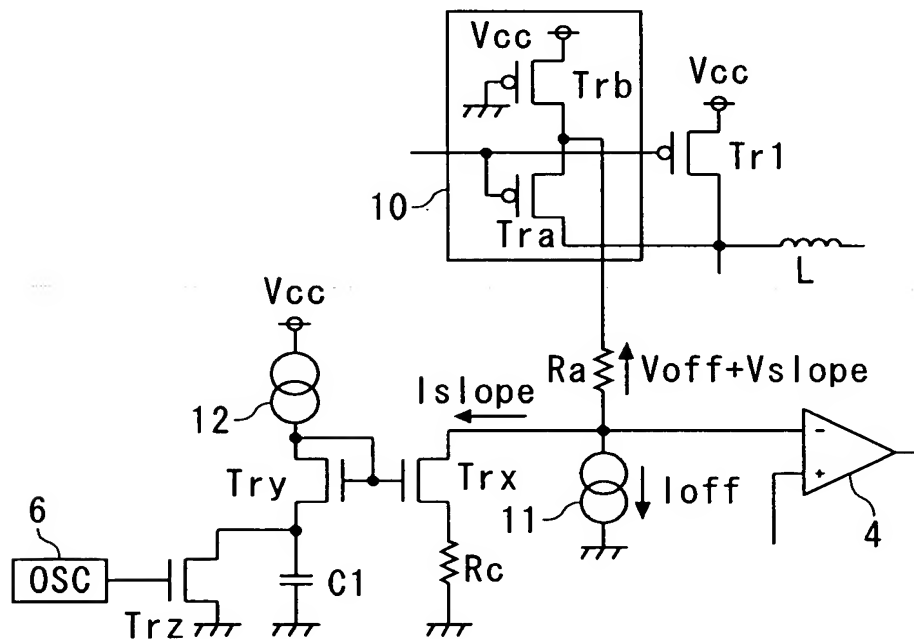 Vcc
Trb
Vcc
Tr1
10
Tra
L
Vcc
12
Ra
Voff+Vslope
Islope
Try
Trx
11
Ioff
-
+
4
6
OSC
Trz
C1
Rc